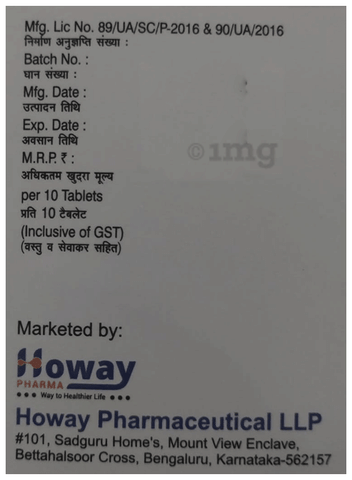 Mfg. Lic No. 89/UA/SC/P-2016 & 90/UA/2016
निर्माण अनुज्ञप्ति संख्या :
Batch No. :
घान संख्या :
Mfg. Date :
उत्पादन तिथि
Exp. Date :
अवसान तिथि
M.R.P. ₹ :
अधिकतम खुदरा मूल्य
per 10 Tablets
प्रति 10 टैबलेट
(Inclusive of GST)
(वस्तु व सेवाकर सहित)
©1mg
Marketed by:
Howay
PHARMA
••• Way to Healthier Life •••
Howay Pharmaceutical LLP
#101, Sadguru Home's, Mount View Enclave,
Bettahalsoor Cross, Bengaluru, Karnataka-562157